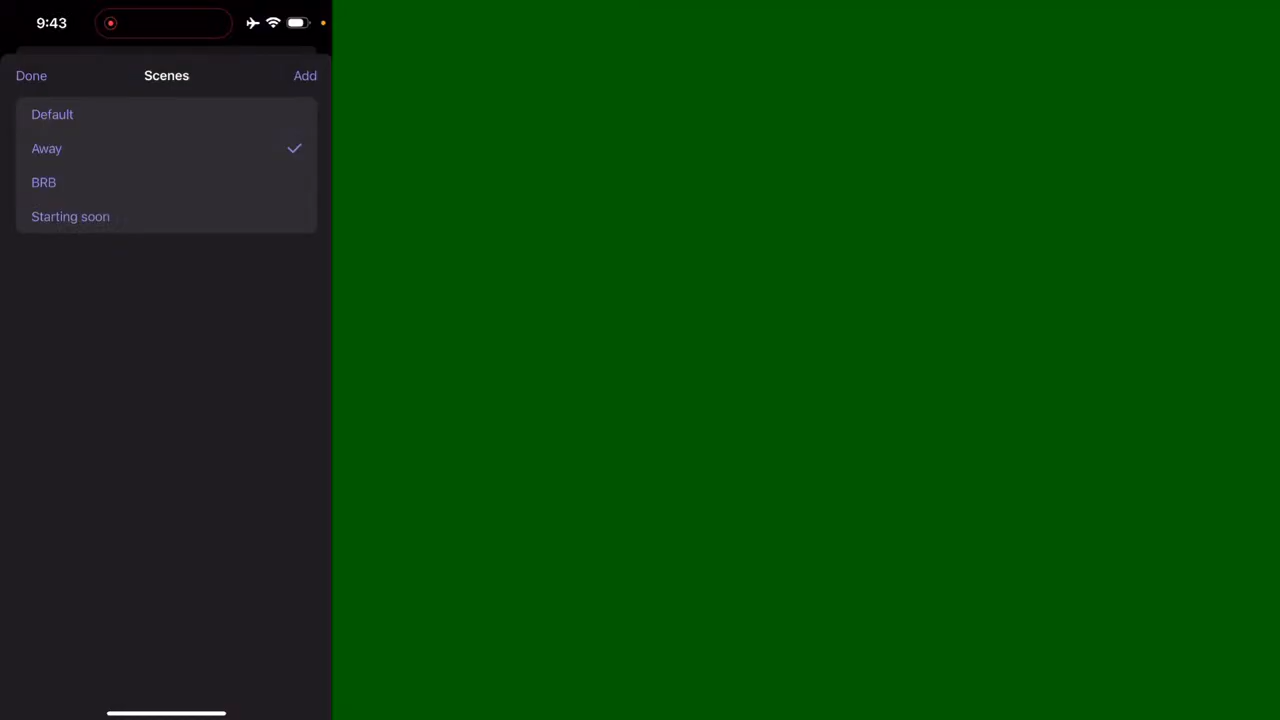 9:43
Done Scenes Add
Default
Away
BRB
Starting soon